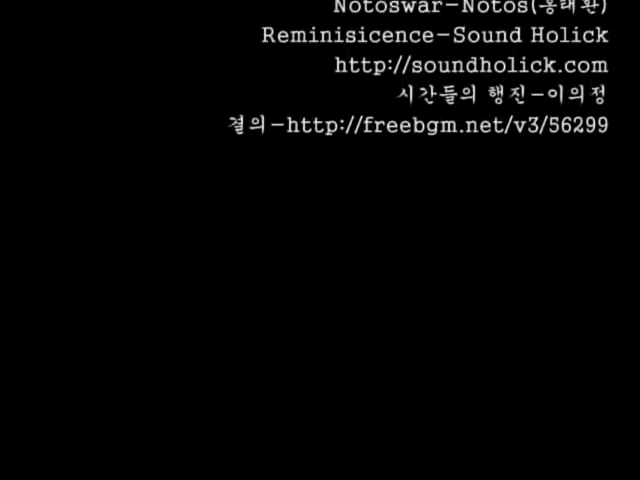 Notoswar-Notos(옹태환)
Reminisicence-Sound Holick
http://soundholick.com
시간들의 행진-이의정
결의-http://freebgm.net/v3/56299